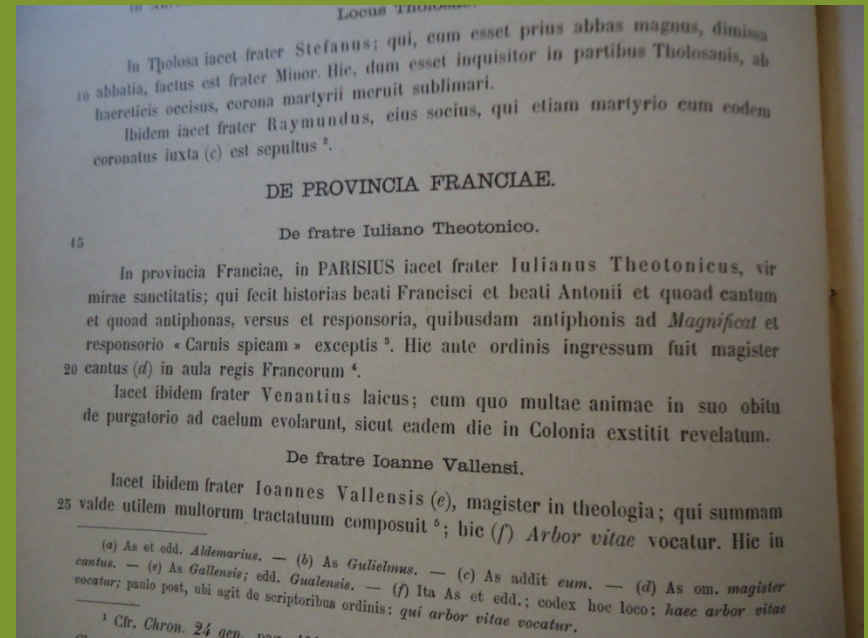 Locus
In Tholosa iacet frater Stefanus; qui, cum esset prius abbas magnus, dimissa
10 abbatia, factus est frater Minor. Hic, dum esset inquisitor in partibus Tholosanis, ab
haereticis occisus, corona martyrii meruit sublimari.
Ibidem iacet frater Raymundus, eius socius, qui etiam martyrio cum eodem
coronatus iuxta (c) est sepultus ².
DE PROVINCIA FRANCIAE.
15 De fratre Iuliano Theotonico.
In provincia Franciae, in PARISIUS iacet frater Iulianus Theotonicus, vir
mirae sanctitatis; qui fecit historias beati Francisci et beati Antonii et quoad cantum
et quoad antiphonas, versus et responsoria, quibusdam antiphonis ad Magnificat et
responsorio « Carnis spicam » exceptis ³. Hic ante ordinis ingressum fuit magister
20 cantus (d) in aula regis Francorum ⁴.
Iacet ibidem frater Venantius laicus; cum quo multae animae in suo obitu
de purgatorio ad caelum evolarunt, sicut eadem die in Colonia exstitit revelatum.
De fratre Ioanne Vallensi.
Iacet ibidem frater Ioannes Vallensis (e), magister in theologia; qui summam
25 valde utilem multorum tractatuum composuit ⁵; hic (f) Arbor vitae vocatur. Hic in
(a) As et edd. Aldemarius. — (b) As Gulielmus. — (c) As addit eum. — (d) As om. magister
cantus. — (e) As Gallensis; edd. Gualensis. — (f) Ita As et edd.; codex hoc loco: haec arbor vitae
vocatur; paulo post, ubi agit de scriptoribus ordinis: qui arbor vitae vocatur.
¹ Cfr. Chron. 24 gen.